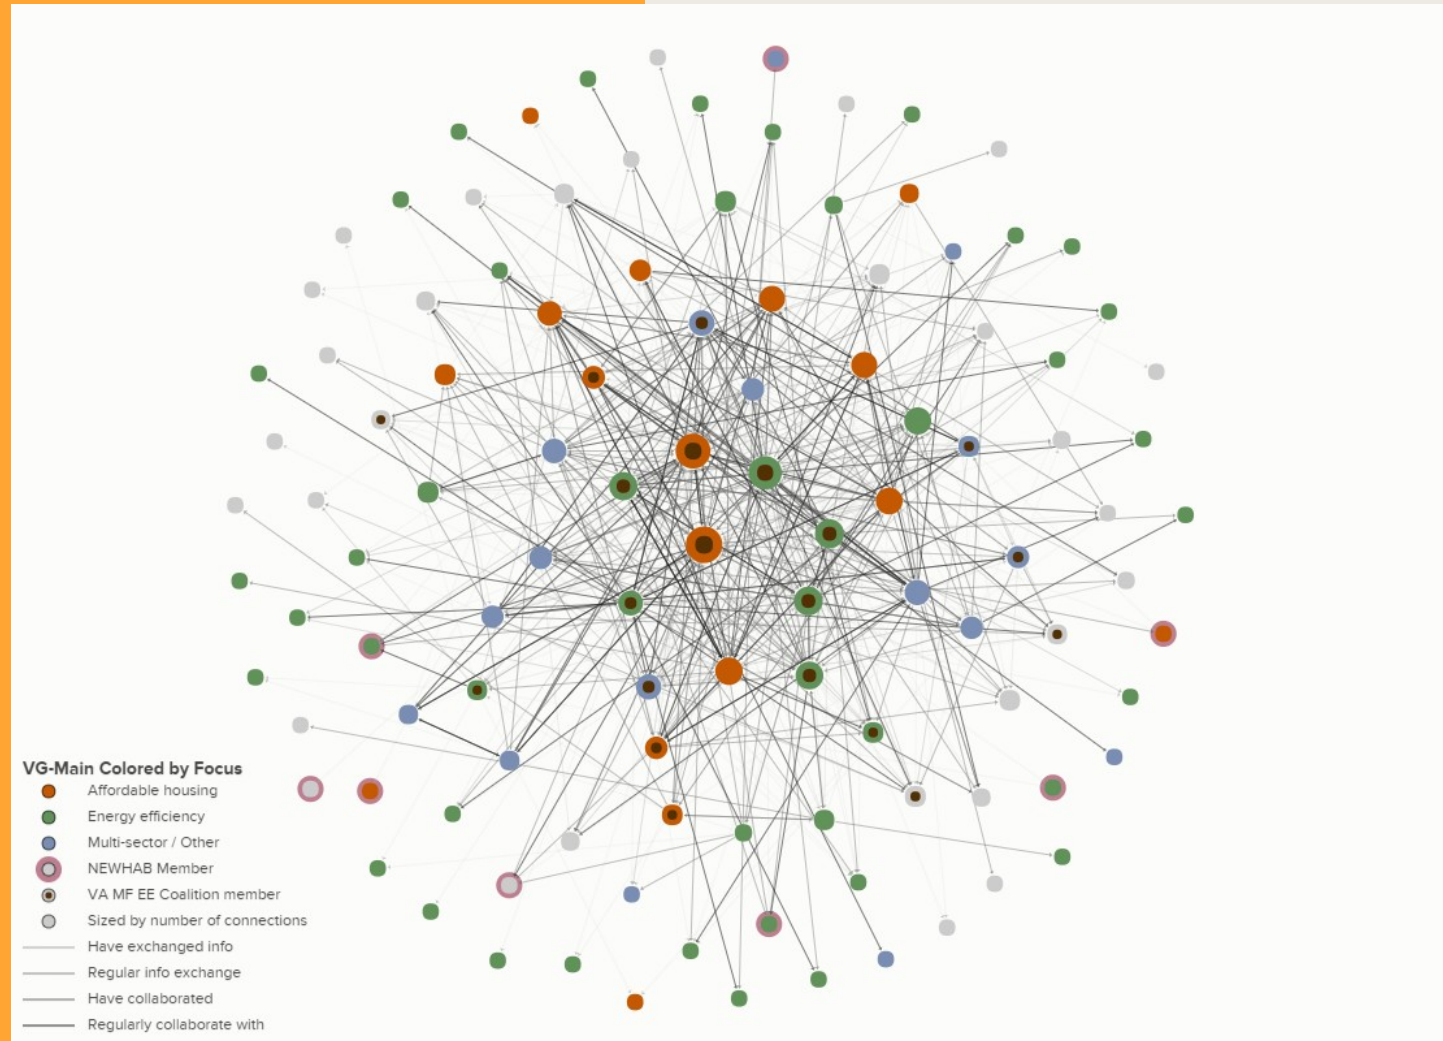 VG-Main Colored by Focus
Affordable housing
Energy efficiency
Multi-sector / Other
NEWHAB Member
VA MF EE Coalition member
Sized by number of connections
Have exchanged info
Regular info exchange
Have collaborated
Regularly collaborate with